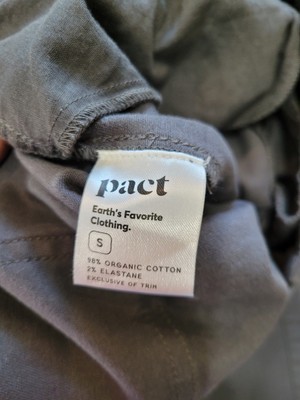 pact
Earth's Favorite
Clothing.
S
98% ORGANIC COTTON
2% ELASTANE
EXCLUSIVE OF TRIM